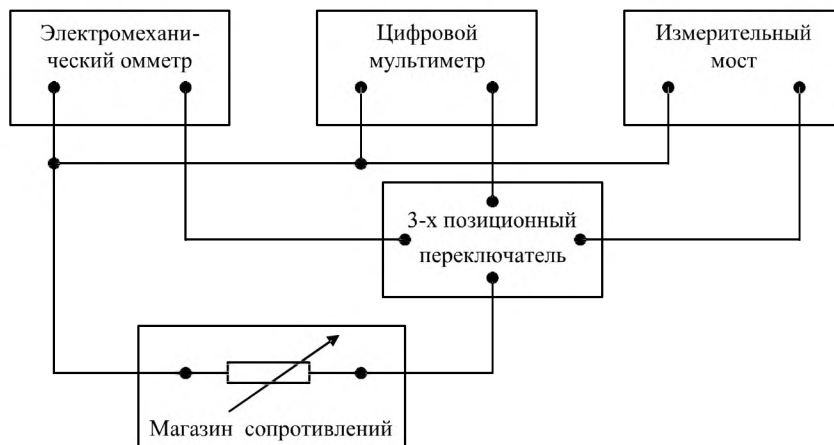 Электромехани-
ческий омметр
Цифровой
мультиметр
Измерительный
мост
3-х позиционный
переключатель
Магазин сопротивлений